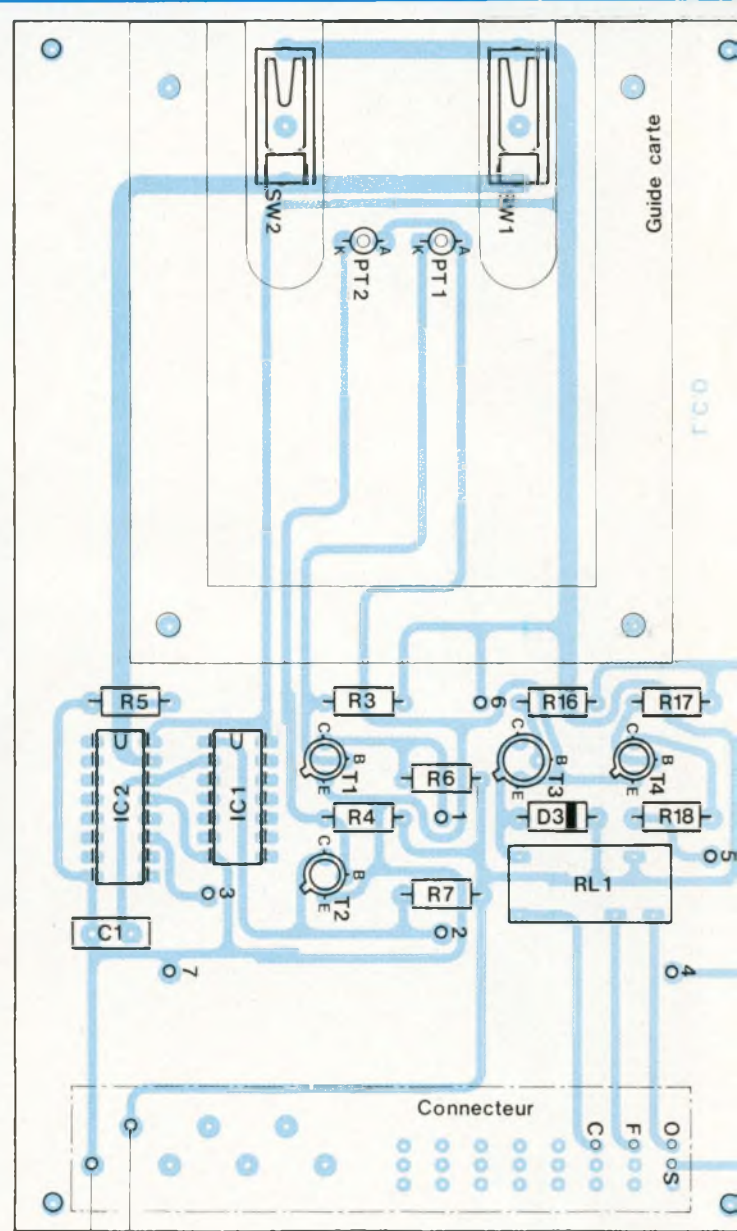 Guide carte
SW2
SW1
K
A
K
A
PT2
PT1
LCO
R5
R3
6
R16
R17
C
B
E
T1
C
B
E
T3
C
B
E
T4
IC2
IC1
R6
R4
1
D3
R18
5
C
B
E
T2
R7
RL1
3
2
C1
7
4
Connecteur
C
F
O
S